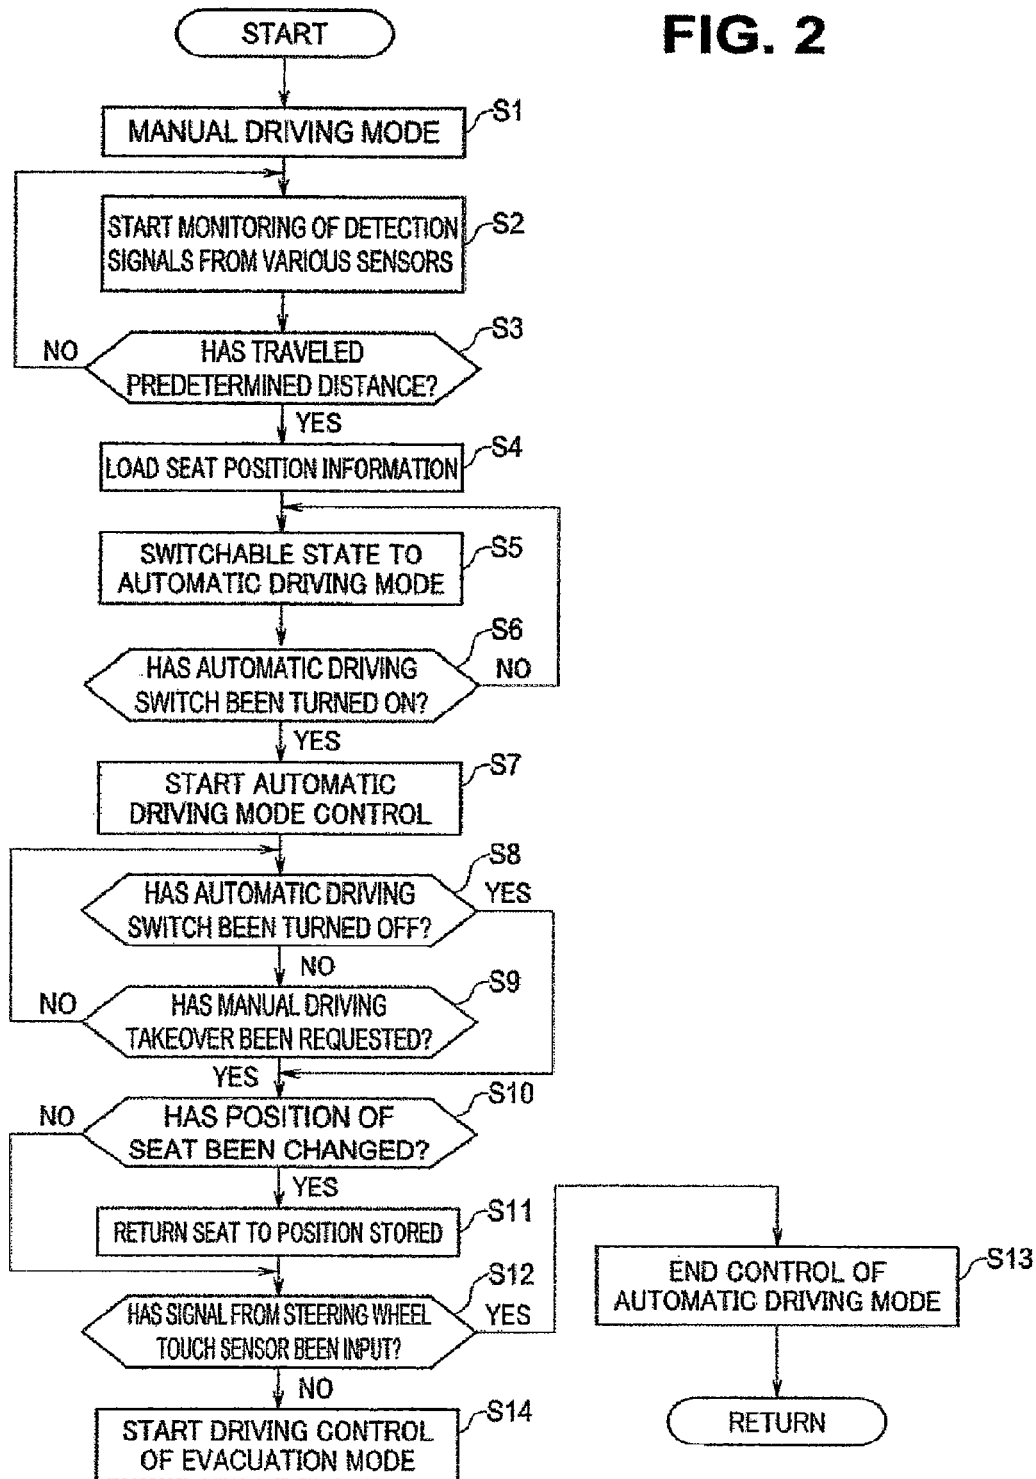 START
FIG. 2
S1
MANUAL DRIVING MODE
S2
START MONITORING OF DETECTION
SIGNALS FROM VARIOUS SENSORS
S3
NO
HAS TRAVELED
PREDETERMINED DISTANCE?
YES
S4
LOAD SEAT POSITION INFORMATION
S5
SWITCHABLE STATE TO
AUTOMATIC DRIVING MODE
S6
HAS AUTOMATIC DRIVING
SWITCH BEEN TURNED ON?
NO
YES
S7
START AUTOMATIC
DRIVING MODE CONTROL
S8
HAS AUTOMATIC DRIVING
SWITCH BEEN TURNED OFF?
YES
NO
S9
NO
HAS MANUAL DRIVING
TAKEOVER BEEN REQUESTED?
YES
S10
NO
HAS POSITION OF
SEAT BEEN CHANGED?
YES
S11
RETURN SEAT TO POSITION STORED
S12
HAS SIGNAL FROM STEERING WHEEL
TOUCH SENSOR BEEN INPUT?
YES
S13
END CONTROL OF
AUTOMATIC DRIVING MODE
NO
S14
START DRIVING CONTROL
OF EVACUATION MODE
RETURN